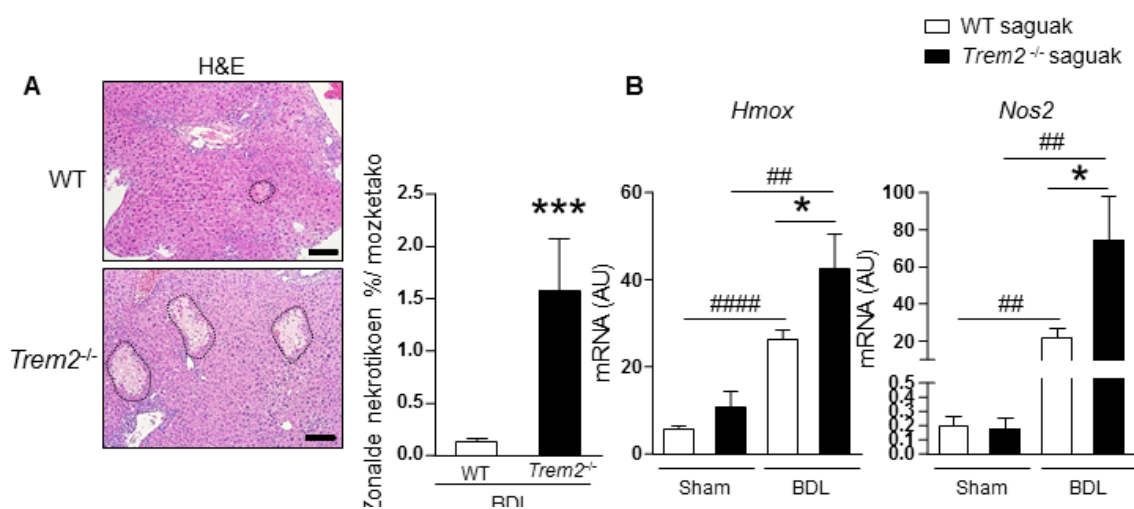 WT saguak
Trem2 -/- saguak
H&E
A
B
WT
Trem2-/-
Zonalde nekrotikoen %/ mozketako
2.5
2.0
1.5
1.0
0.5
0.0
***
WT
Trem2-/-
BDL
Hmox
mRNA (AU)
60
40
20
0
##
*
####
Sham
BDL
Nos2
mRNA (AU)
100
80
60
40
20
0.5
0.4
0.3
0.2
0.1
0.0
##
*
##
Sham
BDL